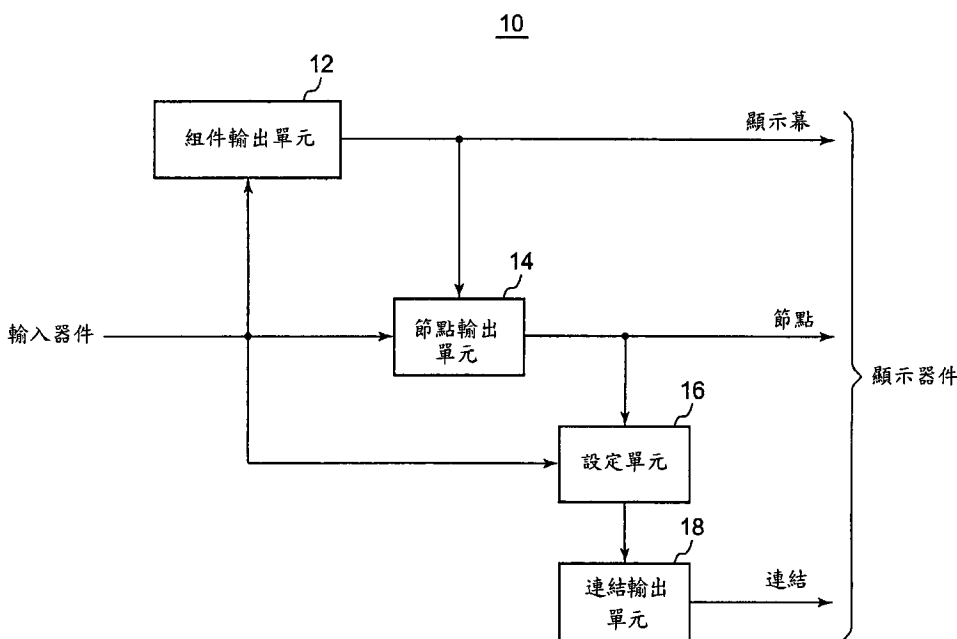 10
12
組件輸出單元
顯示幕
14
輸入器件
節點輸出
單元
節點
顯示器件
16
設定單元
18
連結輸出
單元
連結